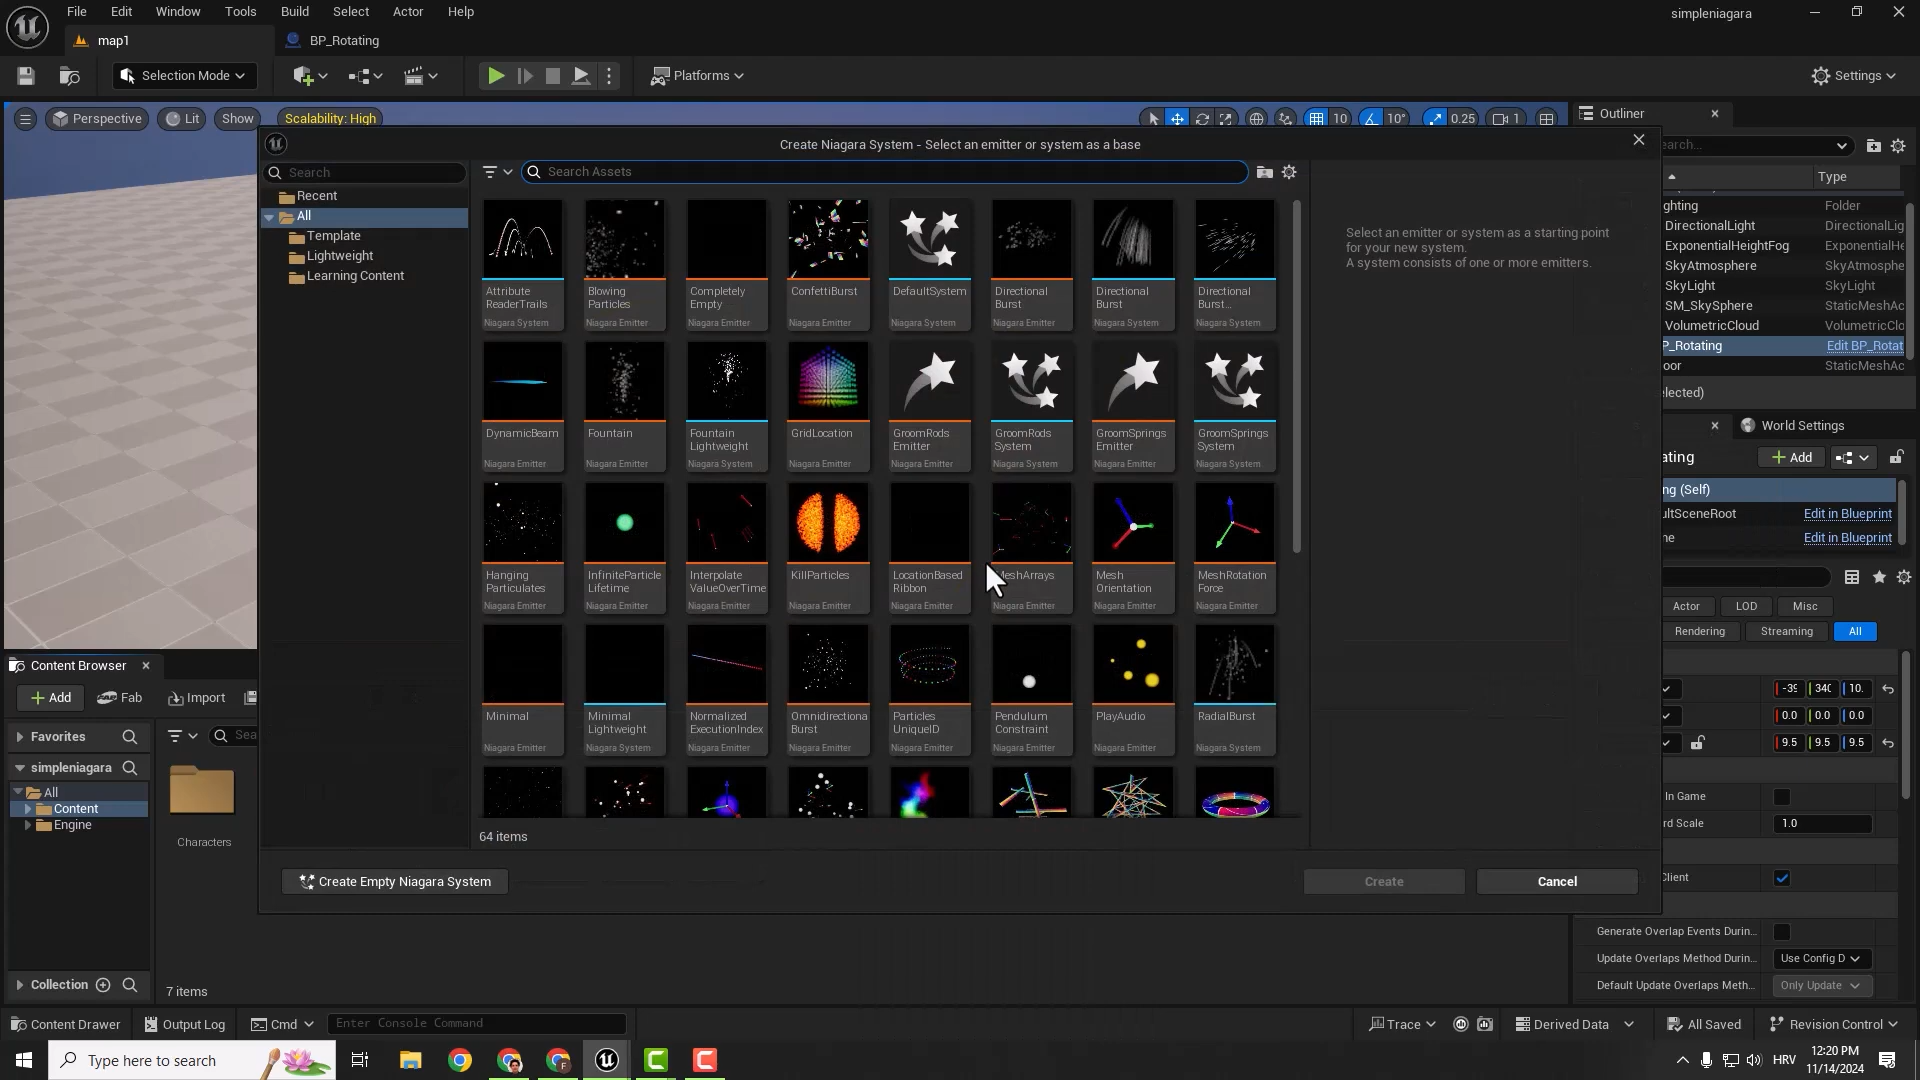 File Edit Window Tools Build Select Actor Help
simpleniagara
map1
BP_Rotating
Selection Mode
Platforms
Settings
Perspective
Lit
Show
Scalability: High
10
10°
0.25
1
Outliner
Type
Folder
DirectionalLight
ExponentialHeightFog
SkyAtmosphere
SkyLight
SkyLight
SM_SkySphere
VolumetricCloud
Edit BP_Rotat
World Settings
Add
Edit in Blueprint
Edit in Blueprint
Actor
LOD
Misc
Rendering
Streaming
All
0.0 0.0 0.0
9.5 9.5 9.5
In Game
1.0
Generate Overlap Events Durin...
Update Overlaps Method Durin...
Use Config D
Default Update Overlaps Meth...
Only Update
Create Niagara System - Select an emitter or system as a base
Search
Recent
All
Template
Lightweight
Learning Content
Search Assets
Attribute
ReaderTrails
Niagara System
Blowing
Particles
Niagara Emitter
Completely
Empty
Niagara Emitter
ConfettiBurst
Niagara Emitter
DefaultSystem
Niagara System
Directional
Burst
Niagara Emitter
Directional
Burst
Niagara System
Directional
Burst...
Niagara System
DynamicBeam
Niagara Emitter
Fountain
Niagara Emitter
Fountain
Lightweight
Niagara System
GridLocation
Niagara Emitter
GroomRods
Emitter
Niagara Emitter
GroomRods
System
Niagara System
GroomSprings
Emitter
Niagara Emitter
GroomSprings
System
Niagara System
Hanging
Particulates
Niagara Emitter
InfiniteParticle
Lifetime
Niagara Emitter
Interpolate
ValueOverTime
Niagara Emitter
KillParticles
Niagara Emitter
LocationBased
Ribbon
Niagara Emitter
MeshArrays
Niagara Emitter
Mesh
Orientation
Niagara Emitter
MeshRotation
Force
Niagara Emitter
Minimal
Niagara Emitter
Minimal
Lightweight
Niagara System
Normalized
ExecutionIndex
Niagara Emitter
Omnidirectiona
Burst
Niagara Emitter
Particles
UniqueID
Niagara Emitter
Pendulum
Constraint
Niagara Emitter
PlayAudio
Niagara Emitter
RadialBurst
Niagara System
64 items
Select an emitter or system as a starting point
for your new system.
A system consists of one or more emitters.
Create Empty Niagara System
Create
Cancel
Content Browser
Add
Fab
Import
Favorites
simpleniagara
All
Content
Engine
Collection
Characters
7 items
Content Drawer
Output Log
Cmd
Enter Console Command
Trace
Derived Data
All Saved
Revision Control
Type here to search
HRV
12:20 PM
11/14/2024